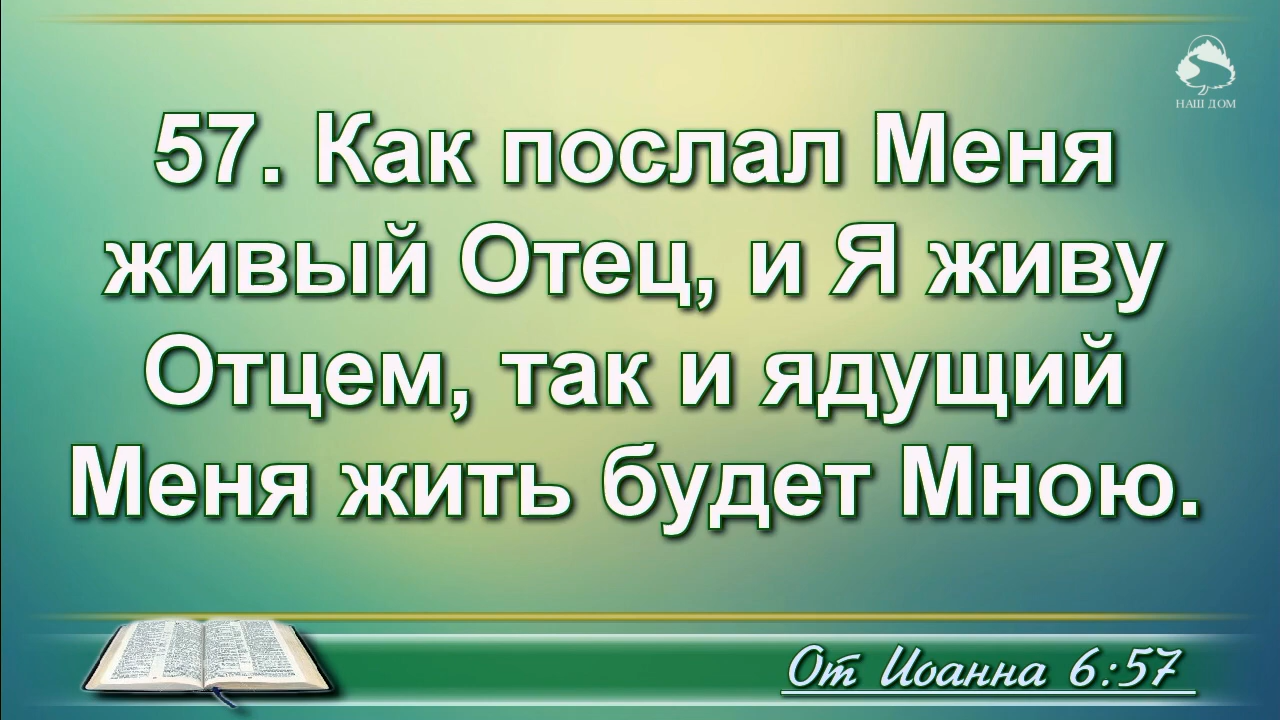 НАШ ДОМ
57. Как послал Меня
живый Отец, и Я живу
Отцем, так и ядущий
Меня жить будет Мною.
От Иоанна 6:57